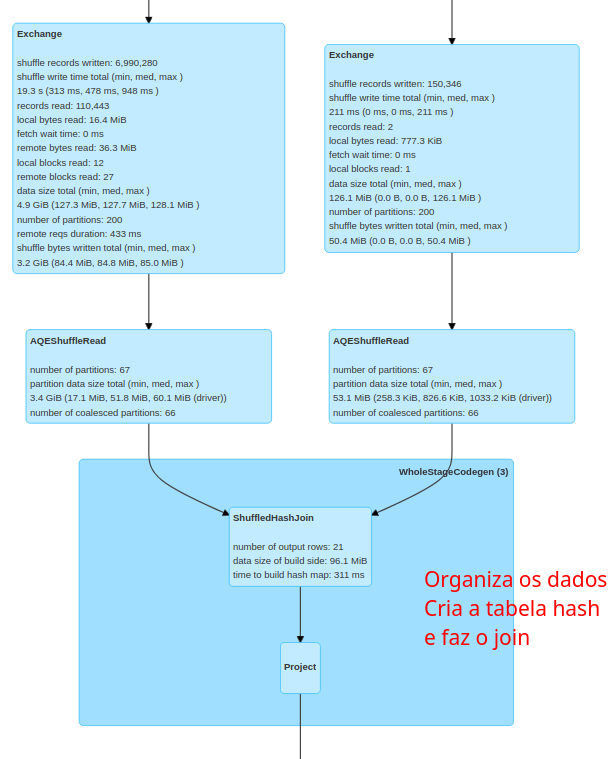 Exchange
shuffle records written: 6,990,280
shuffle write time total (min, med, max )
19.3 s (313 ms, 478 ms, 948 ms )
records read: 110,443
local bytes read: 16.4 MiB
fetch wait time: 0 ms
remote bytes read: 36.3 MiB
local blocks read: 12
remote blocks read: 27
data size total (min, med, max )
4.9 GiB (127.3 MiB, 127.7 MiB, 128.1 MiB )
number of partitions: 200
remote reqs duration: 433 ms
shuffle bytes written total (min, med, max )
3.2 GiB (84.4 MiB, 84.8 MiB, 85.0 MiB )
Exchange
shuffle records written: 150,346
shuffle write time total (min, med, max )
211 ms (0 ms, 0 ms, 211 ms )
records read: 2
local bytes read: 777.3 KiB
fetch wait time: 0 ms
local blocks read: 1
data size total (min, med, max )
126.1 MiB (0.0 B, 0.0 B, 126.1 MiB )
number of partitions: 200
shuffle bytes written total (min, med, max )
50.4 MiB (0.0 B, 0.0 B, 50.4 MiB )
AQEShuffleRead
number of partitions: 67
partition data size total (min, med, max )
3.4 GiB (17.1 MiB, 51.8 MiB, 60.1 MiB (driver))
number of coalesced partitions: 66
AQEShuffleRead
number of partitions: 67
partition data size total (min, med, max )
53.1 MiB (258.3 KiB, 826.6 KiB, 1033.2 KiB (driver))
number of coalesced partitions: 66
WholeStageCodegen (3)
ShuffledHashJoin
number of output rows: 21
data size of build side: 96.1 MiB
time to build hash map: 311 ms
Organiza os dados
Cria a tabela hash
e faz o join
Project